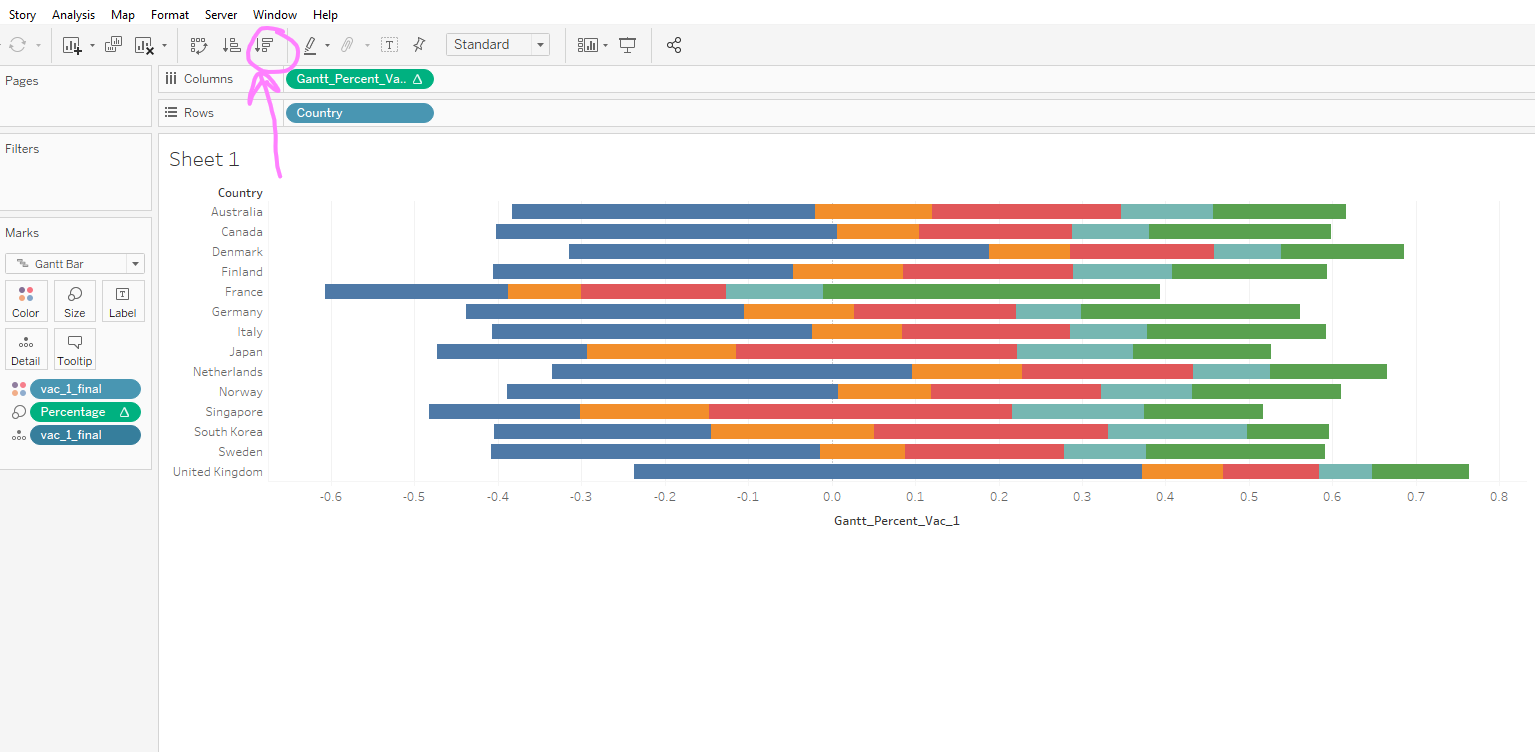 Story Analysis Map Format Server Window Help
Standard
Pages
Columns Gantt_Percent_Va.. Δ
Rows Country
Filters
Sheet 1
Marks
Gantt Bar
Color Size Label
Detail Tooltip
vac_1_final
Percentage Δ
vac_1_final
Country
Australia
Canada
Denmark
Finland
France
Germany
Italy
Japan
Netherlands
Norway
Singapore
South Korea
Sweden
United Kingdom
-0.6 -0.5 -0.4 -0.3 -0.2 -0.1 0.0 0.1 0.2 0.3 0.4 0.5 0.6 0.7 0.8
Gantt_Percent_Vac_1